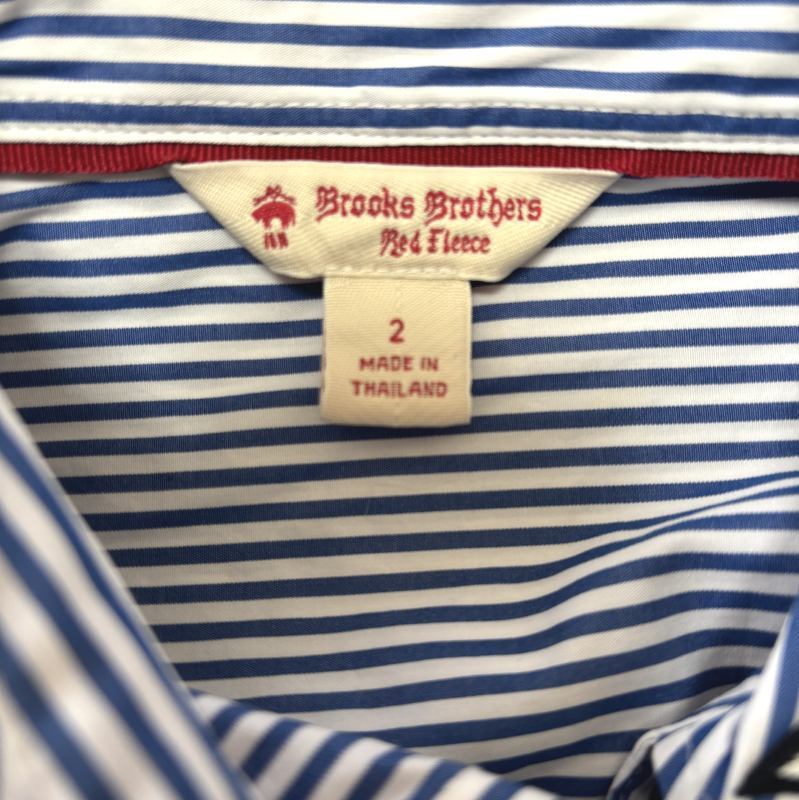 Brooks Brothers
Red Fleece
2
MADE IN
THAILAND